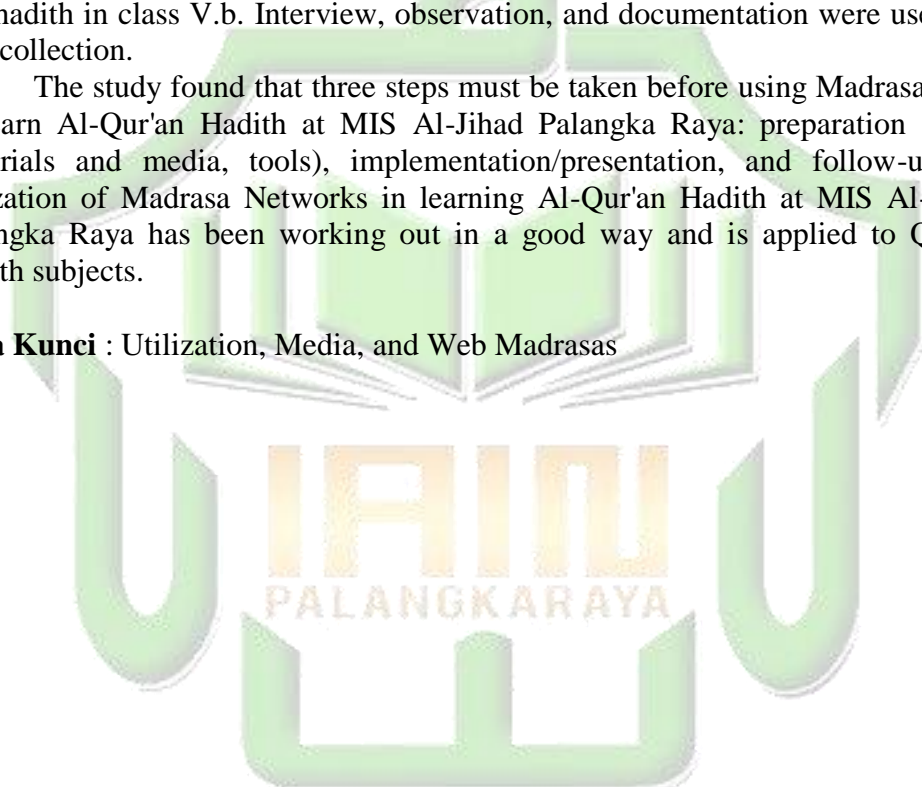 hadith in class V.b. Interview, observation, and documentation were use
collection.
The study found that three steps must be taken before using Madrasa
arn Al-Qur'an Hadith at MIS Al-Jihad Palangka Raya: preparation
rials and media, tools), implementation/presentation, and follow-u
zation of Madrasa Networks in learning Al-Qur'an Hadith at MIS Al-
ngka Raya has been working out in a good way and is applied to Q
th subjects.
a Kunci : Utilization, Media, and Web Madrasas
IAIN
PALANGKARAYA